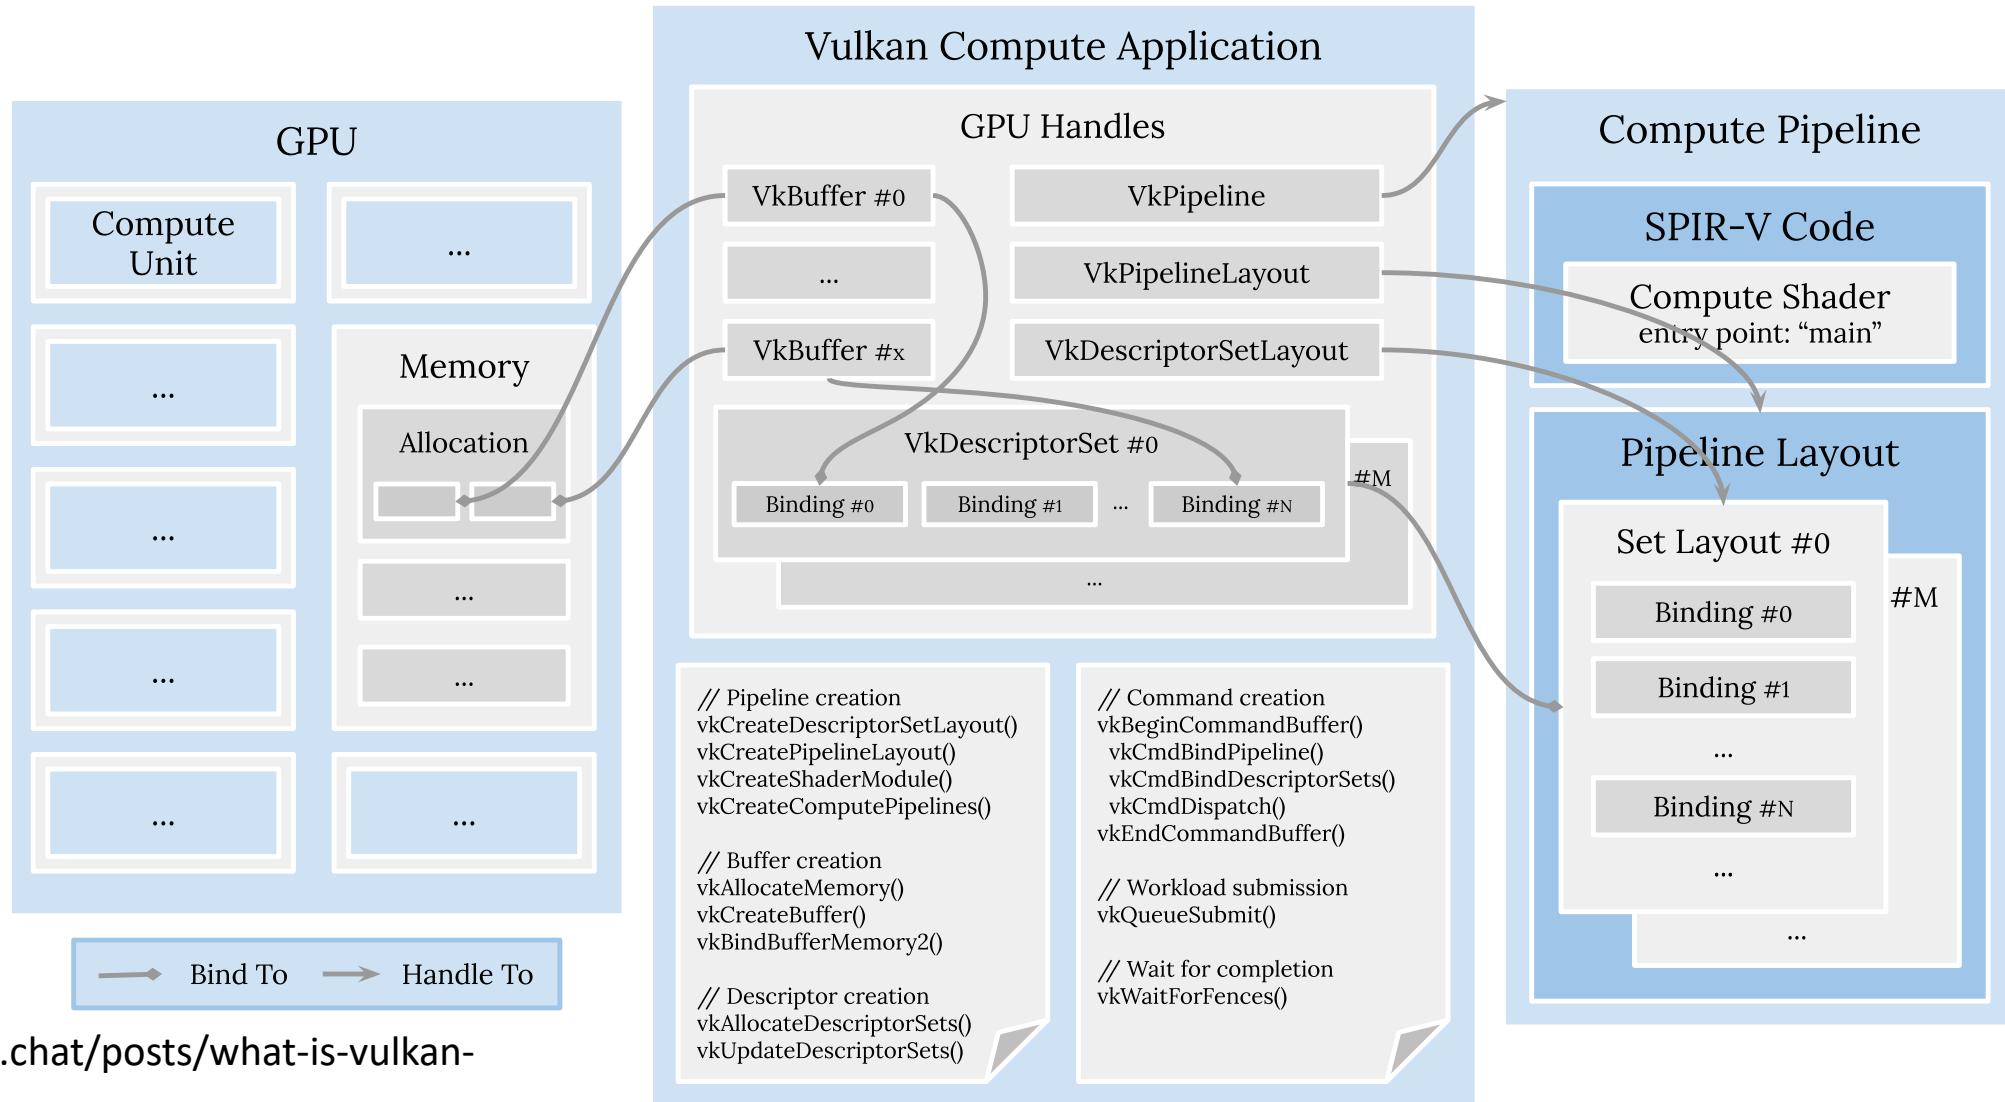 Vulkan Compute Application
GPU
Compute
Unit
...
...
...
...
...
...
Memory
Allocation
...
...
Bind To
Handle To
.chat/posts/what-is-vulkan-
GPU Handles
VkBuffer #0
...
VkBuffer #x
VkPipeline
VkPipelineLayout
VkDescriptorSetLayout
VkDescriptorSet #0
Binding #0
Binding #1
...
Binding #N
#M
...
// Pipeline creation
vkCreateDescriptorSetLayout()
vkCreatePipelineLayout()
vkCreateShaderModule()
vkCreateComputePipelines()
// Buffer creation
vkAllocateMemory()
vkCreateBuffer()
vkBindBufferMemory2()
// Descriptor creation
vkAllocateDescriptorSets()
vkUpdateDescriptorSets()
// Command creation
vkBeginCommandBuffer()
vkCmdBindPipeline()
vkCmdBindDescriptorSets()
vkCmdDispatch()
vkEndCommandBuffer()
// Workload submission
vkQueueSubmit()
// Wait for completion
vkWaitForFences()
Compute Pipeline
SPIR-V Code
Compute Shader
entry point: “main”
Pipeline Layout
Set Layout #0
Binding #0
Binding #1
...
Binding #N
...
#M
...